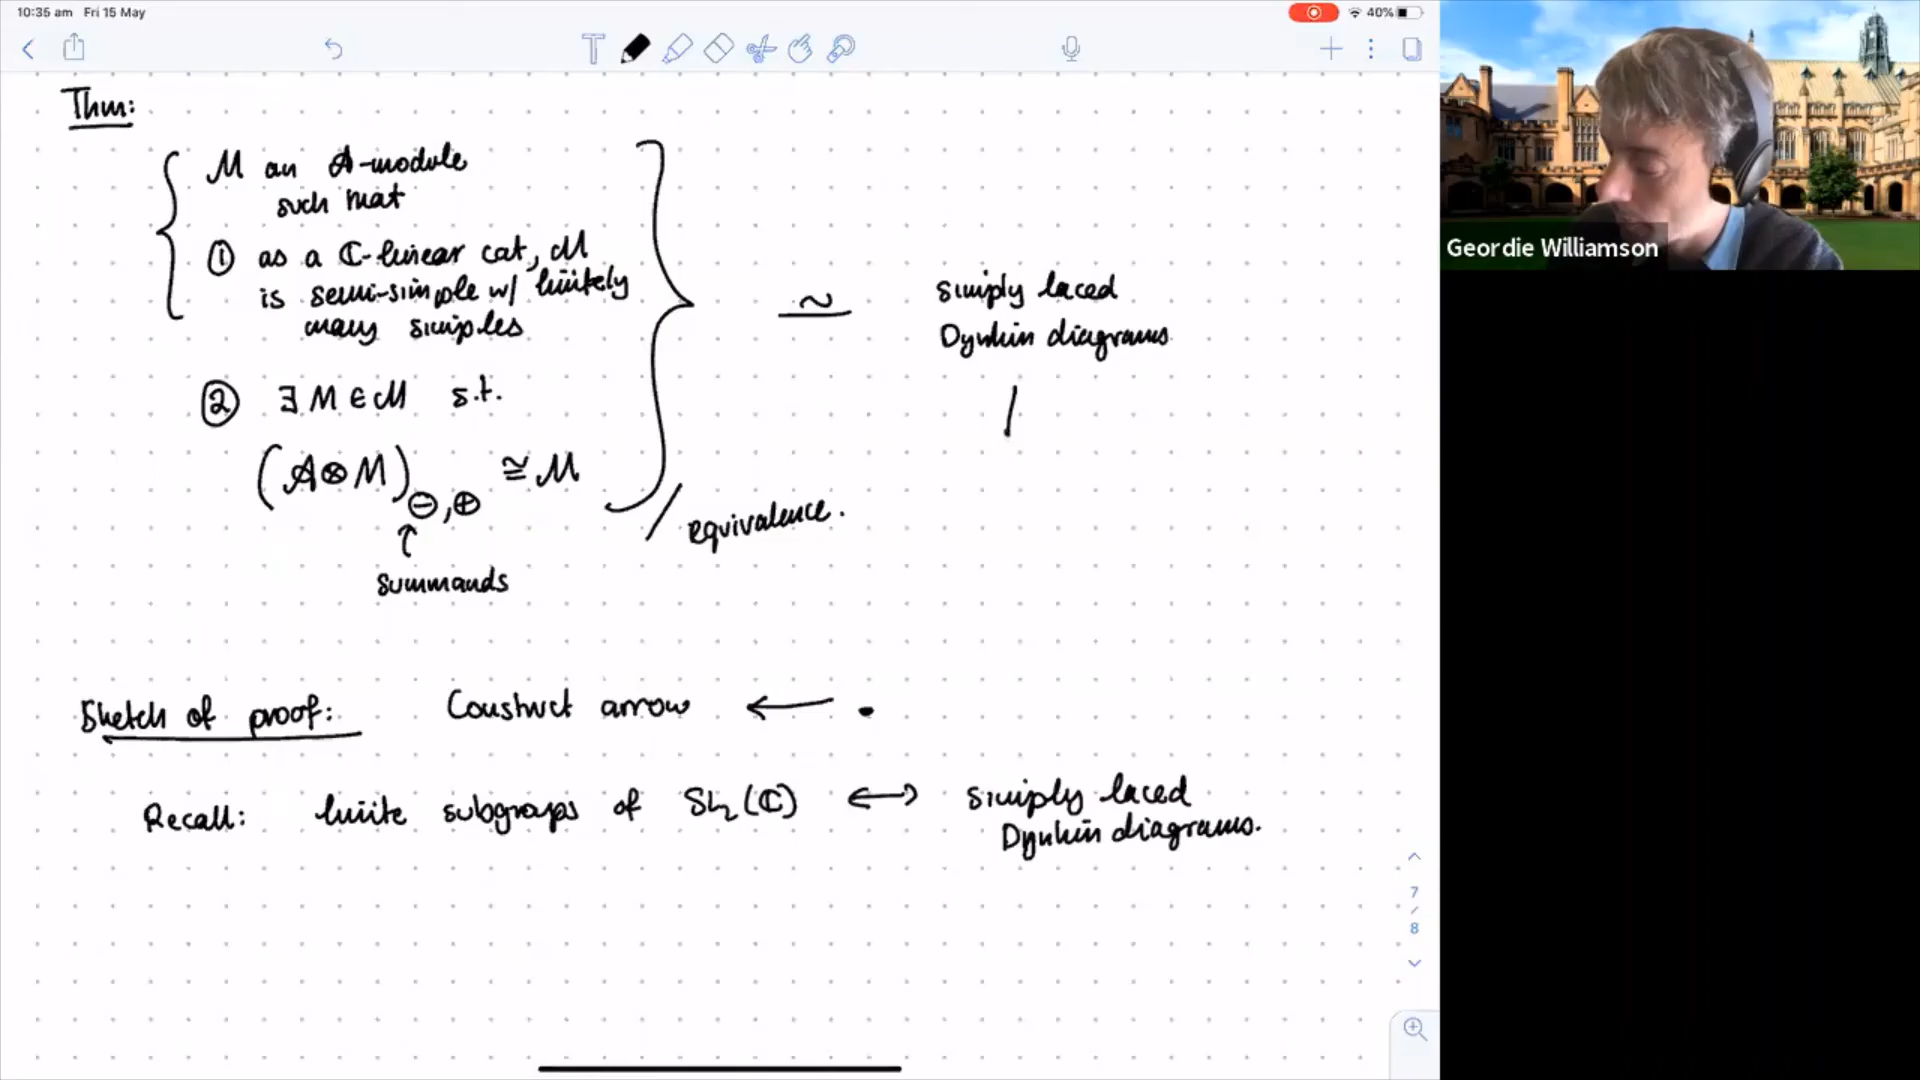 10:35 am Fri 15 May
40%
Thm:
M an A-module
such that
① as a ℂ-linear cat, M
is semi-simple w/ finitely
many simples
② ∃ M ∈ M s.t.
(A⊗M)⊖,⊕ ≅ M
↑
summands
/ equivalence.
~
simply laced
Dynkin diagrams
Sketch of proof: Construct arrow ← •
Recall: finite subgroups of SL₂(ℂ) ↔ simply laced
Dynkin diagrams.
Geordie Williamson
7
/
8